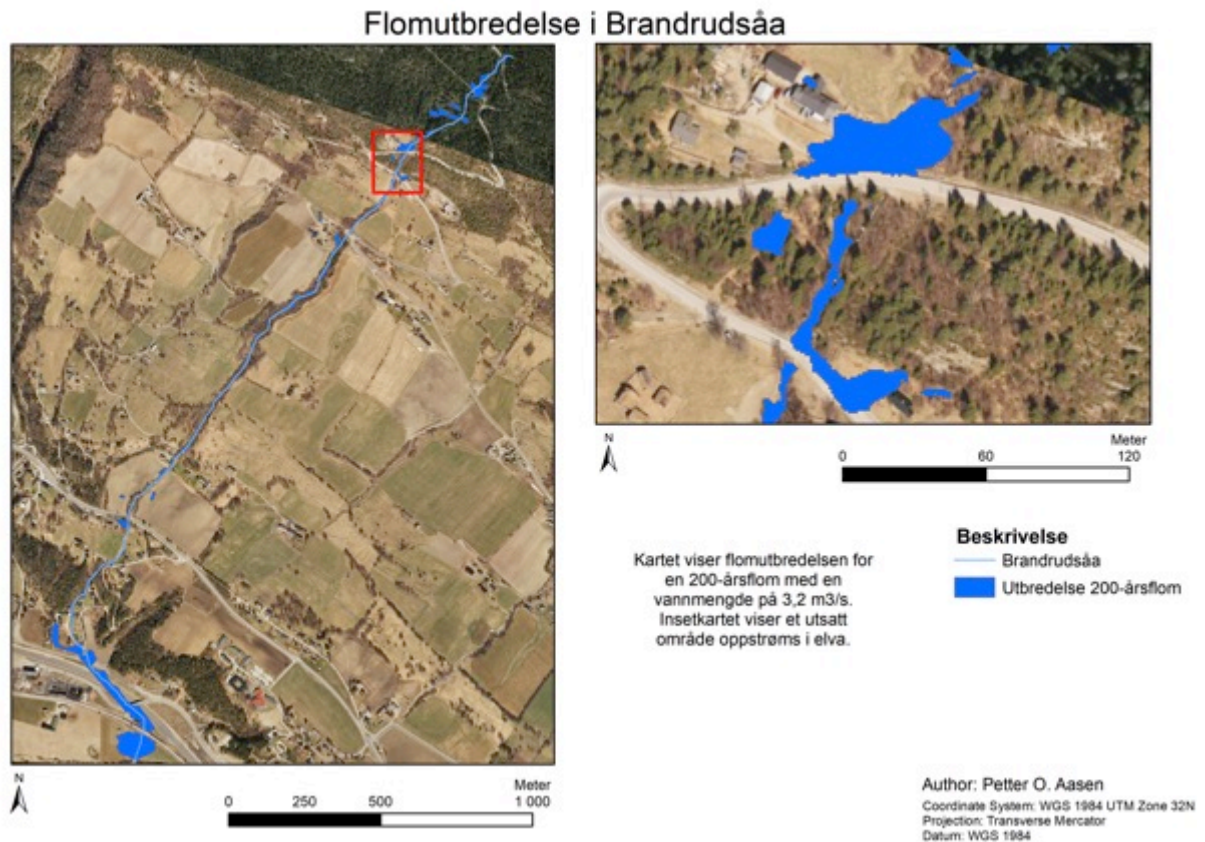 Flomutbredelse i Brandrudsåa
N
Meter
0 250 500 1 000
N
Meter
0 60 120
Kartet viser flomutbredelsen for
en 200-årsflom med en
vannmengde på 3,2 m3/s.
Insetkartet viser et utsatt
område oppstrøms i elva.
Beskrivelse
Brandrudsåa
Utbredelse 200-årsflom
Author: Petter O. Aasen
Coordinate System: WGS 1984 UTM Zone 32N
Projection: Transverse Mercator
Datum: WGS 1984